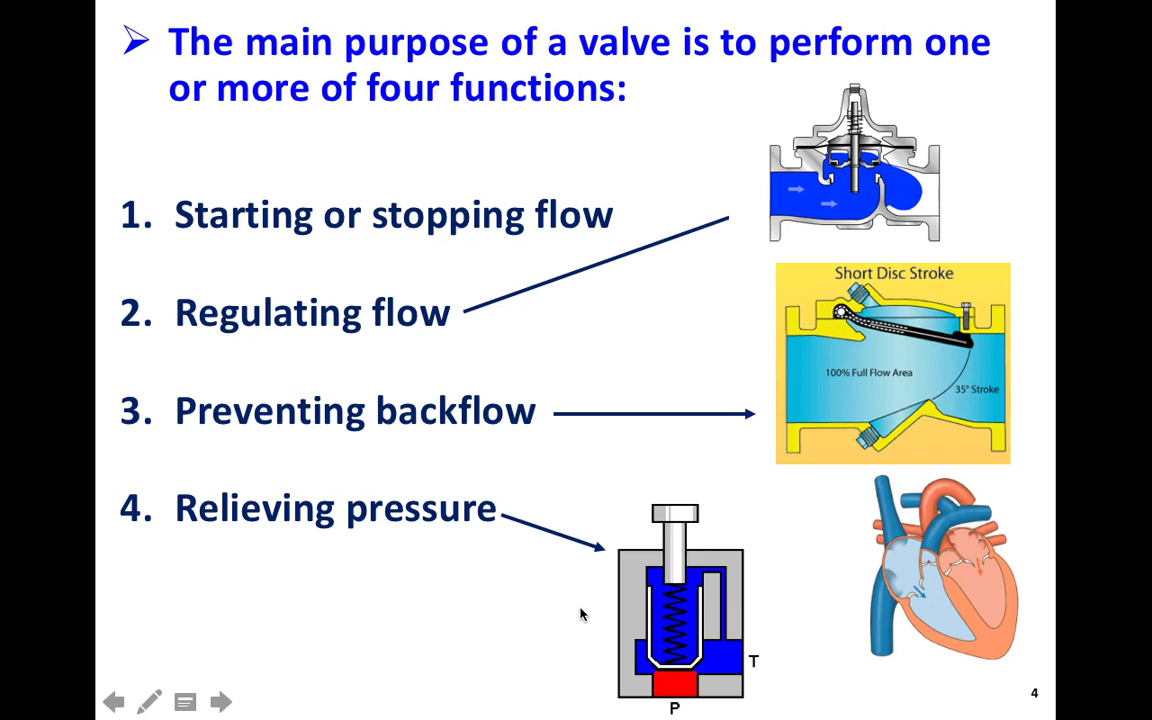 The main purpose of a valve is to perform one
or more of four functions:
1. Starting or stopping flow
2. Regulating flow
3. Preventing backflow
4. Relieving pressure
Short Disc Stroke
100% Full Flow Area
35° Stroke
T
P
4